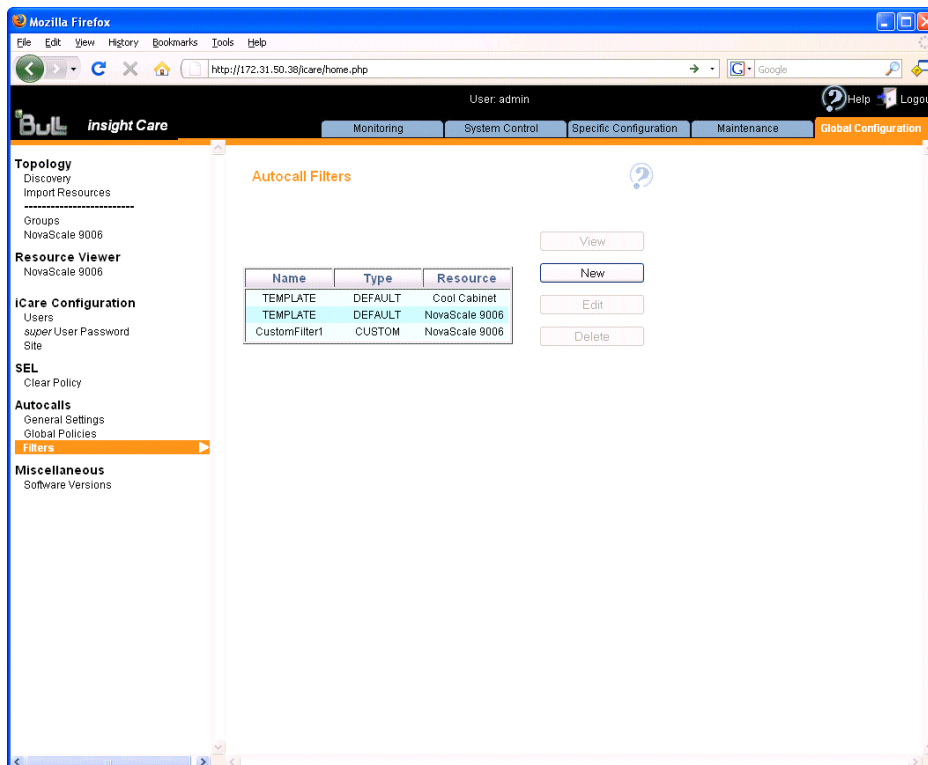 Mozilla Firefox
File Edit View History Bookmarks Tools Help
http://172.31.50.38/icare/home.php
G Google
User: admin
Help Logou
Bull insight Care
Monitoring System Control Specific Configuration Maintenance Global Configuration
Topology
Discovery
Import Resources
-------------------------
Groups
NovaScale 9006
Resource Viewer
NovaScale 9006
iCare Configuration
Users
super User Password
Site
SEL
Clear Policy
Autocalls
General Settings
Global Policies
Filters
Miscellaneous
Software Versions
Autocall Filters
Name Type Resource
TEMPLATE DEFAULT Cool Cabinet
TEMPLATE DEFAULT NovaScale 9006
CustomFilter1 CUSTOM NovaScale 9006
View
New
Edit
Delete